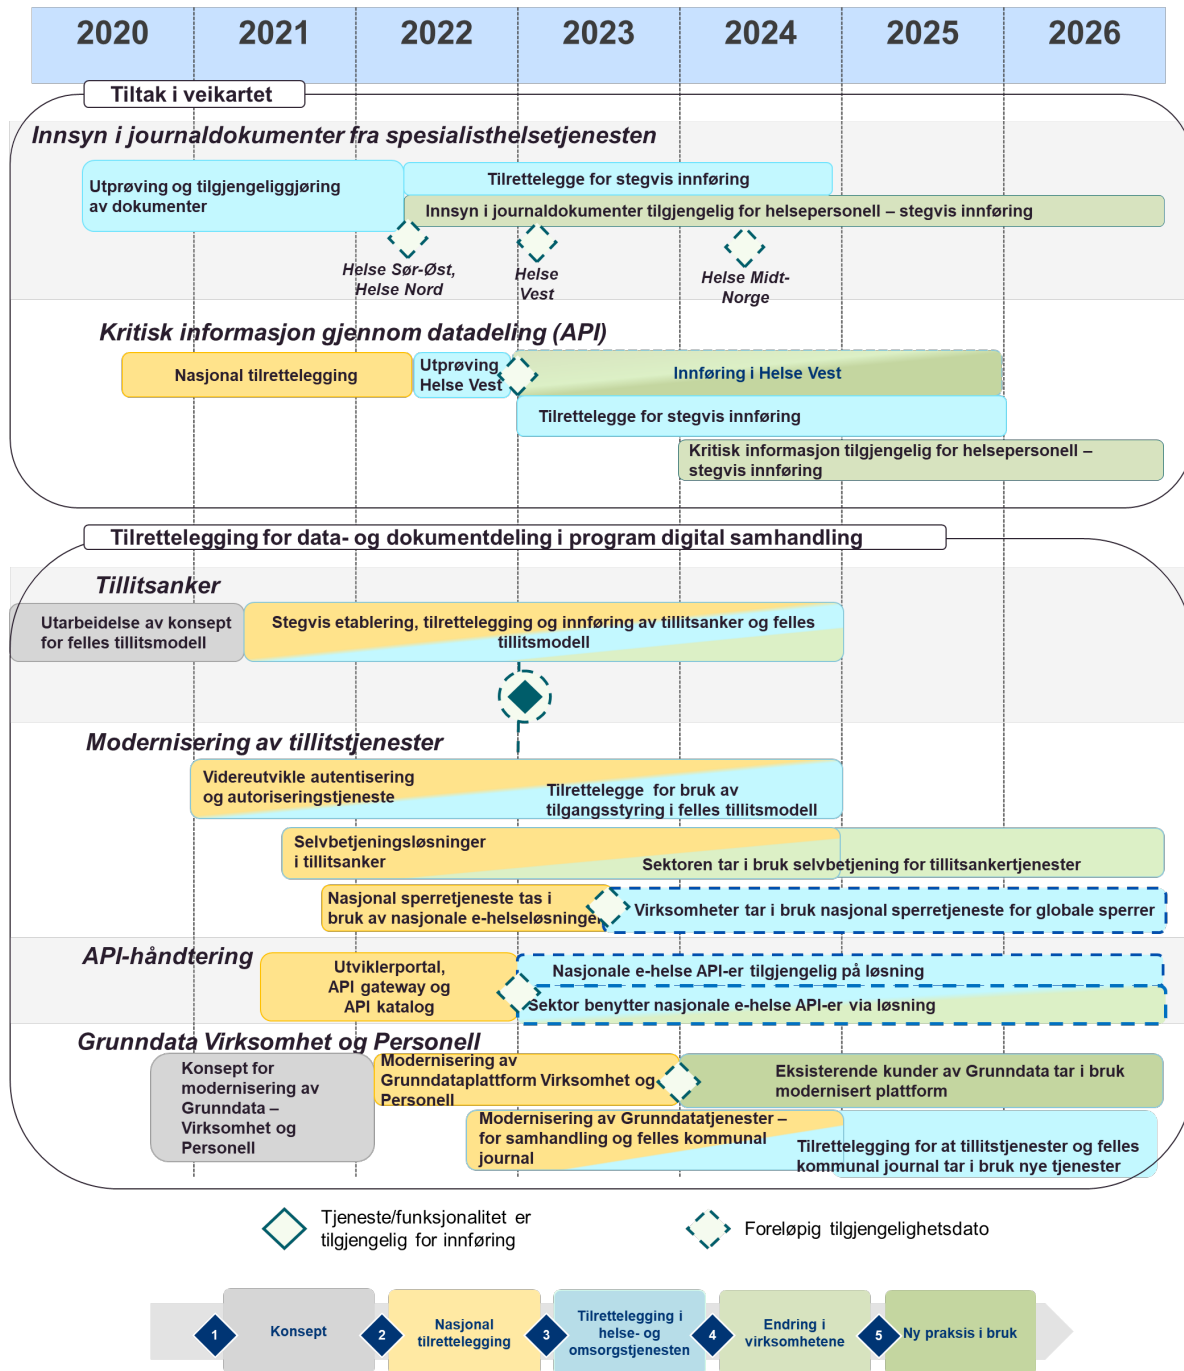 2020 2021 2022 2023 2024 2025 2026
Tiltak i veikartet
Innsyn i journaldokumenter fra spesialisthelsetjenesten
Utprøving og tilgjengeliggjøring
av dokumenter
Tilrettelegge for stegvis innføring
Innsyn i journaldokumenter tilgjengelig for helsepersonell – stegvis innføring
Helse Sør-Øst,
Helse Nord
Helse
Vest
Helse Midt-
Norge
Kritisk informasjon gjennom datadeling (API)
Nasjonal tilrettelegging
Utprøving
Helse Vest
Innføring i Helse Vest
Tilrettelegge for stegvis innføring
Kritisk informasjon tilgjengelig for helsepersonell –
stegvis innføring
Tilrettelegging for data- og dokumentdeling i program digital samhandling
Tillitsanker
Utarbeidelse av konsept
for felles tillitsmodell
Stegvis etablering, tilrettelegging og innføring av tillitsanker og felles
tillitsmodell
Modernisering av tillitstjenester
Videreutvikle autentisering
og autoriseringstjeneste
Tilrettelegge for bruk av
tilgangsstyring i felles tillitsmodell
Selvbetjeningsløsninger
i tillitsanker
Sektoren tar i bruk selvbetjening for tillitsankertjenester
Nasjonal sperretjeneste tas i
bruk av nasjonale e-helseløsninger
Virksomheter tar i bruk nasjonal sperretjeneste for globale sperrer
API-håndtering
Utviklerportal,
API gateway og
API katalog
Nasjonale e-helse API-er tilgjengelig på løsning
Sektor benytter nasjonale e-helse API-er via løsning
Grunndata Virksomhet og Personell
Konsept for
modernisering av
Grunndata –
Virksomhet og
Personell
Modernisering av
Grunndataplattform Virksomhet og
Personell
Eksisterende kunder av Grunndata tar i bruk
modernisert plattform
Modernisering av Grunndatatjenester –
for samhandling og felles kommunal
journal
Tilrettelegging for at tillitstjenester og felles
kommunal journal tar i bruk nye tjenester
Tjeneste/funksjonalitet er
tilgjengelig for innføring
Foreløpig tilgjengelighetsdato
1
Konsept
2
Nasjonal
tilrettelegging
3
Tilrettelegging i
helse- og
omsorgstjenesten
4
Endring i
virksomhetene
5
Ny praksis i bruk